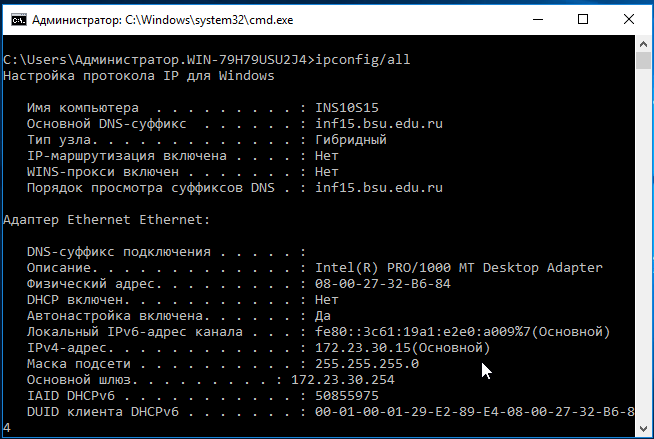 Администратор: C:\Windows\system32\cmd.exe
C:\Users\Администратор.WIN-79H79USU2J4>ipconfig/all
Настройка протокола IP для Windows
Имя компьютера  . . . . . . . . . : INS10S15
Основной DNS-суффикс  . . . . . . : inf15.bsu.edu.ru
Тип узла. . . . . . . . . . . . . : Гибридный
IP-маршрутизация включена . . . . : Нет
WINS-прокси включен . . . . . . . : Нет
Порядок просмотра суффиксов DNS . : inf15.bsu.edu.ru
Адаптер Ethernet Ethernet:
DNS-суффикс подключения . . . . . :
Описание. . . . . . . . . . . . . : Intel(R) PRO/1000 MT Desktop Adapter
Физический адрес. . . . . . . . . : 08-00-27-32-B6-84
DHCP включен. . . . . . . . . . . : Нет
Автонастройка включена. . . . . . : Да
Локальный IPv6-адрес канала . . . : fe80::3c61:19a1:e2e0:a009%7(Основной)
IPv4-адрес. . . . . . . . . . . . : 172.23.30.15(Основной)
Маска подсети . . . . . . . . . . : 255.255.255.0
Основной шлюз. . . . . . . . . : 172.23.30.254
IAID DHCPv6 . . . . . . . . . . . : 50855975
DUID клиента DHCPv6 . . . . . . . : 00-01-00-01-29-E2-89-E4-08-00-27-32-B6-8
4